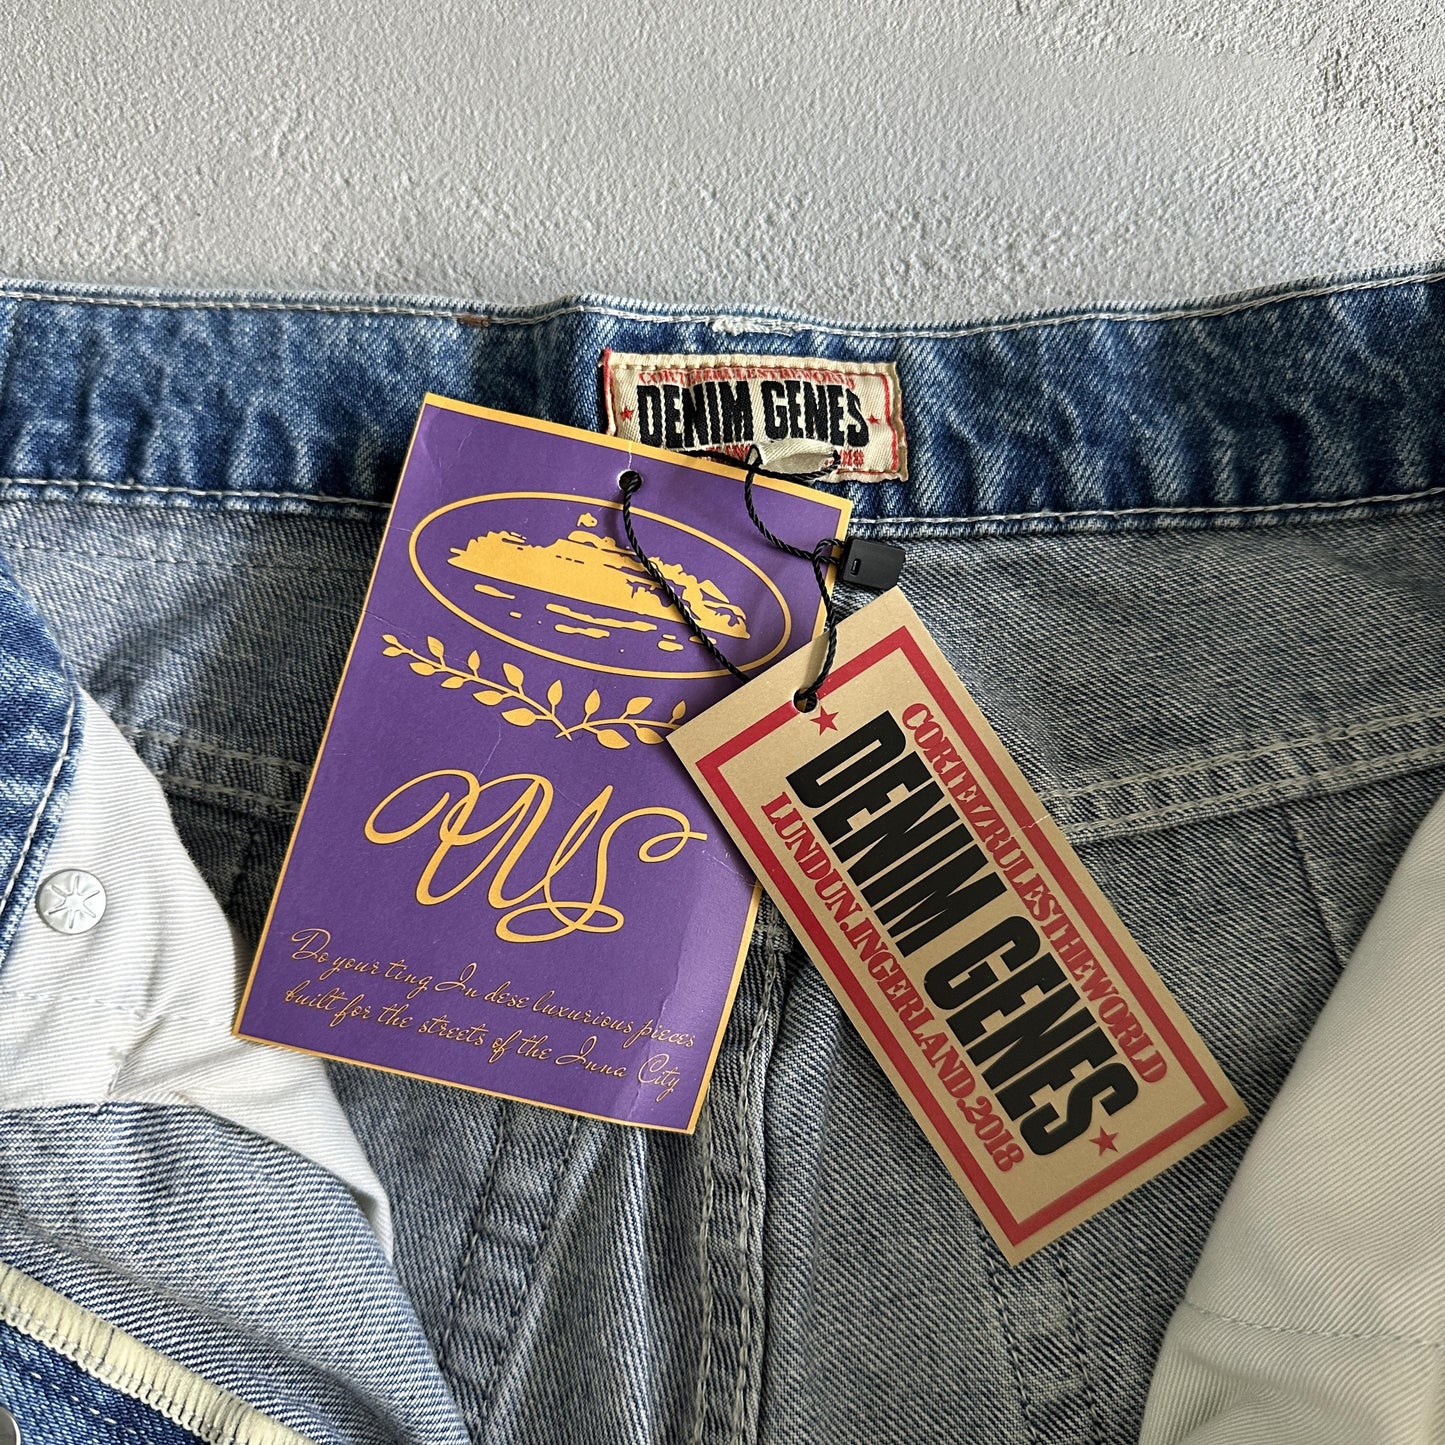 CORTEIZRULESTHEWORLD
DENIM GENES
Do your ting In dese luxurious pieces
built for the streets of the Inna City
CORTEIZRULESTHEWORLD
DENIM GENES
LUNDUN.INGERLAND.2018